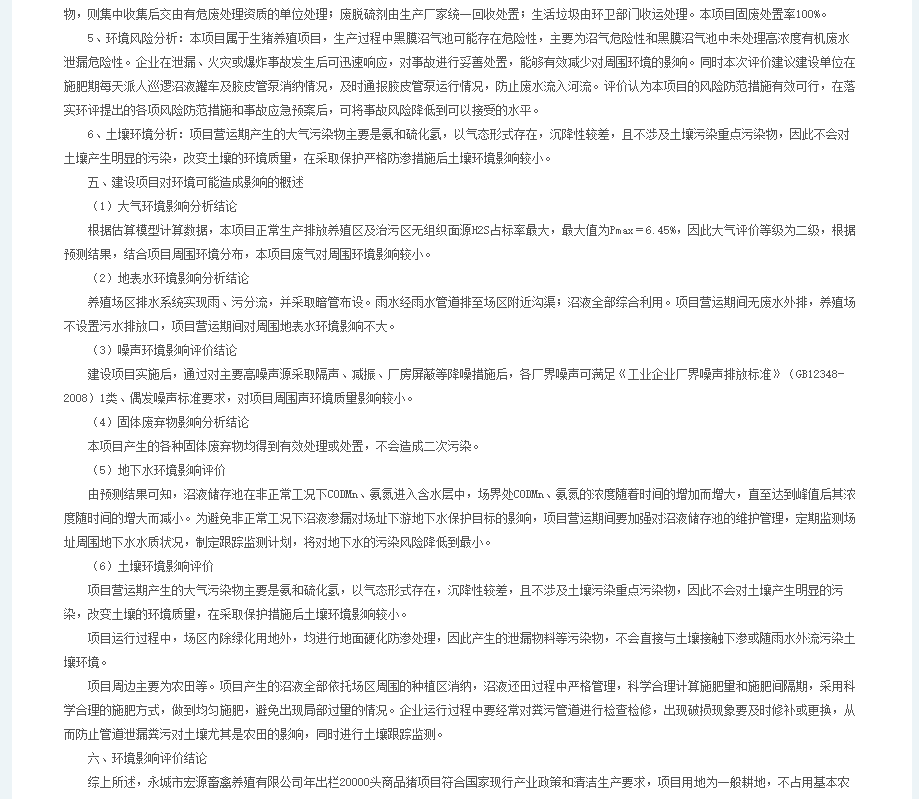 物，则集中收集后交由有危废处理资质的单位处理；废脱硫剂由生产厂家统一回收处置；生活垃圾由环卫部门收运处理。本项目固废处置率100%。
5、环境风险分析：本项目属于生猪养殖项目，生产过程中黑膜沼气池可能存在危险性，主要为沼气危险性和黑膜沼气池中未处理高浓度有机废水
泄漏危险性。企业在泄漏、火灾或爆炸事故发生后可迅速响应，对事故进行妥善处置，能够有效减少对周围环境的影响。同时本次评价建议建设单位在
施肥期每天派人巡逻沼液罐车及胶皮管泵消纳情况，及时通报胶皮管泵运行情况，防止废水流入河流。评价认为本项目的风险防范措施有效可行，在落
实环评提出的各项风险防范措施和事故应急预案后，可将事故风险降低到可以接受的水平。
6、土壤环境分析：项目营运期产生的大气污染物主要是氨和硫化氢，以气态形式存在，沉降性较差，且不涉及土壤污染重点污染物，因此不会对
土壤产生明显的污染，改变土壤的环境质量，在采取保护严格防渗措施后土壤环境影响较小。
五、建设项目对环境可能造成影响的概述
（1）大气环境影响分析结论
根据估算模型计算数据，本项目正常生产排放养殖区及治污区无组织面源H2S占标率最大，最大值为Pmax＝6.45%，因此大气评价等级为二级，根据
预测结果，结合项目周围环境分布，本项目废气对周围环境影响较小。
（2）地表水环境影响分析结论
养殖场区排水系统实现雨、污分流，并采取暗管布设。雨水经雨水管道排至场区附近沟渠；沼液全部综合利用。项目营运期间无废水外排，养殖场
不设置污水排放口，项目营运期间对周围地表水环境影响不大。
（3）噪声环境影响评价结论
建设项目实施后，通过对主要高噪声源采取隔声、减振、厂房屏蔽等降噪措施后，各厂界噪声可满足《工业企业厂界噪声排放标准》（GB12348-
2008）1类、偶发噪声标准要求，对项目周围声环境质量影响较小。
（4）固体废弃物影响分析结论
本项目产生的各种固体废弃物均得到有效处理或处置，不会造成二次污染。
（5）地下水环境影响评价
由预测结果可知，沼液储存池在非正常工况下CODMn、氨氮进入含水层中，场界处CODMn、氨氮的浓度随着时间的增加而增大，直至达到峰值后其浓
度随时间的增大而减小。为避免非正常工况下沼液渗漏对场址下游地下水保护目标的影响，项目营运期间要加强对沼液储存池的维护管理，定期监测场
址周围地下水水质状况，制定跟踪监测计划，将对地下水的污染风险降低到最小。
（6）土壤环境影响评价
项目营运期产生的大气污染物主要是氨和硫化氢，以气态形式存在，沉降性较差，且不涉及土壤污染重点污染物，因此不会对土壤产生明显的污
染，改变土壤的环境质量，在采取保护措施后土壤环境影响较小。
项目运行过程中，场区内除绿化用地外，均进行地面硬化防渗处理，因此产生的泄漏物料等污染物，不会直接与土壤接触下渗或随雨水外流污染土
壤环境。
项目周边主要为农田等。项目产生的沼液全部依托场区周围的种植区消纳，沼液还田过程中严格管理，科学合理计算施肥量和施肥间隔期，采用科
学合理的施肥方式，做到均匀施肥，避免出现局部过量的情况。企业运行过程中要经常对粪污管道进行检查检修，出现破损现象要及时修补或更换，从
而防止管道泄漏粪污对土壤尤其是农田的影响，同时进行土壤跟踪监测。
六、环境影响评价结论
综上所述，永城市宏源畜禽养殖有限公司年出栏20000头商品猪项目符合国家现行产业政策和清洁生产要求，项目用地为一般耕地，不占用基本农